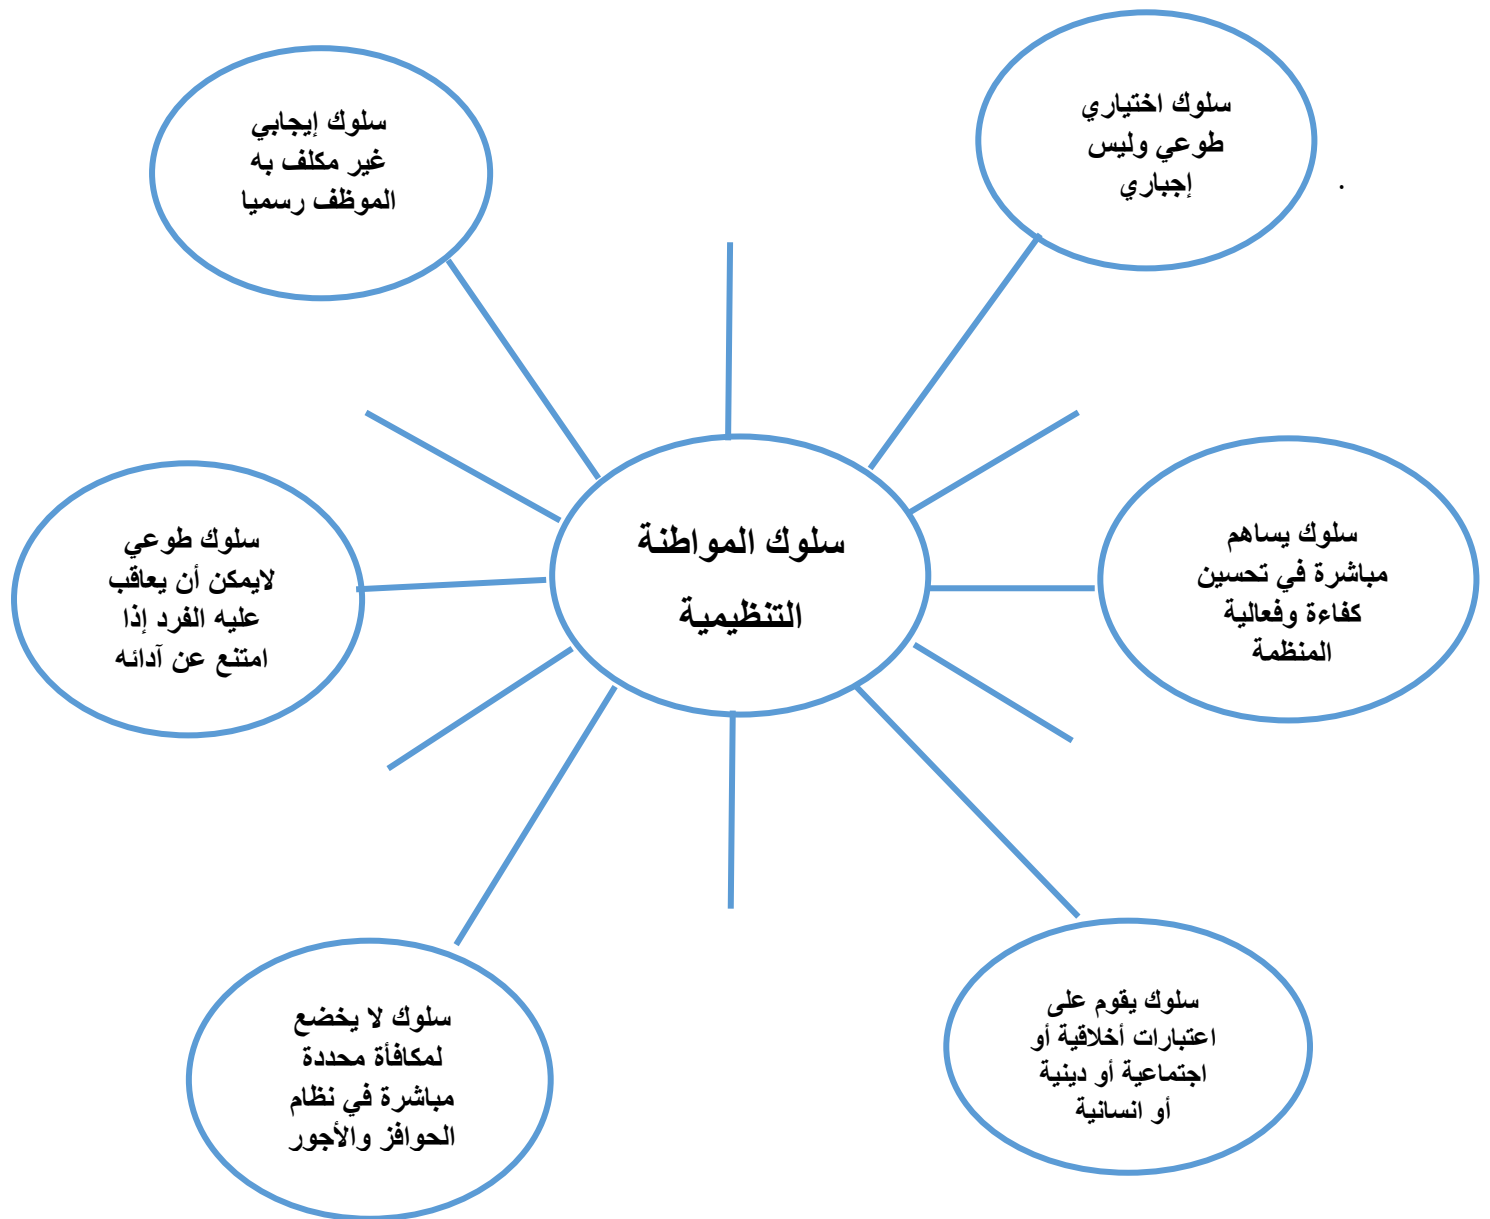 سلوك اختياري
طوعي وليس
إجباري
.
سلوك إيجابي
غير مكلف به
الموظف رسميا
سلوك المواطنة
التنظيمية
سلوك يساهم
مباشرة في تحسين
كفاءة وفعالية
المنظمة
سلوك طوعي
لايمكن أن يعاقب
عليه الفرد إذا
امتنع عن آدائه
سلوك يقوم على
اعتبارات أخلاقية أو
اجتماعية أو دينية
أو انسانية
سلوك لا يخضع
لمكافأة محددة
مباشرة في نظام
الحوافز والأجور